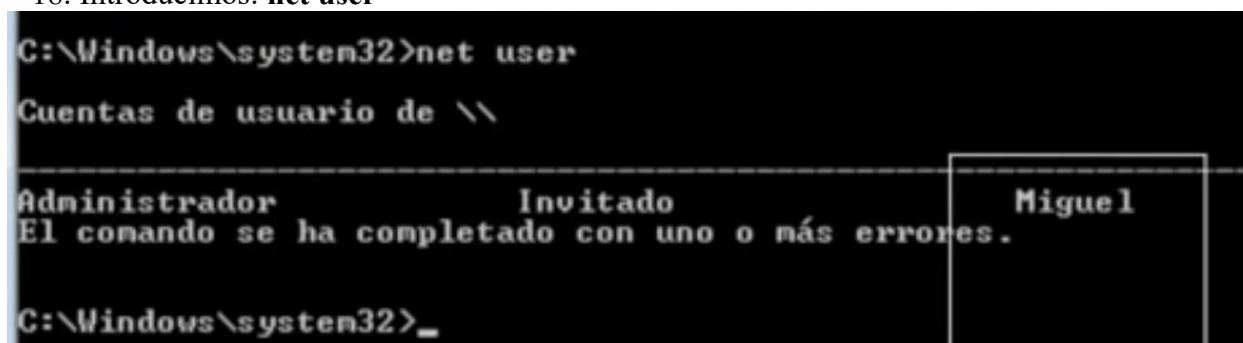 18. Introducimos: net user
C:\Windows\system32>net user
Cuentas de usuario de \\
Administrador Invitado Miguel
El comando se ha completado con uno o más errores.
C:\Windows\system32>_